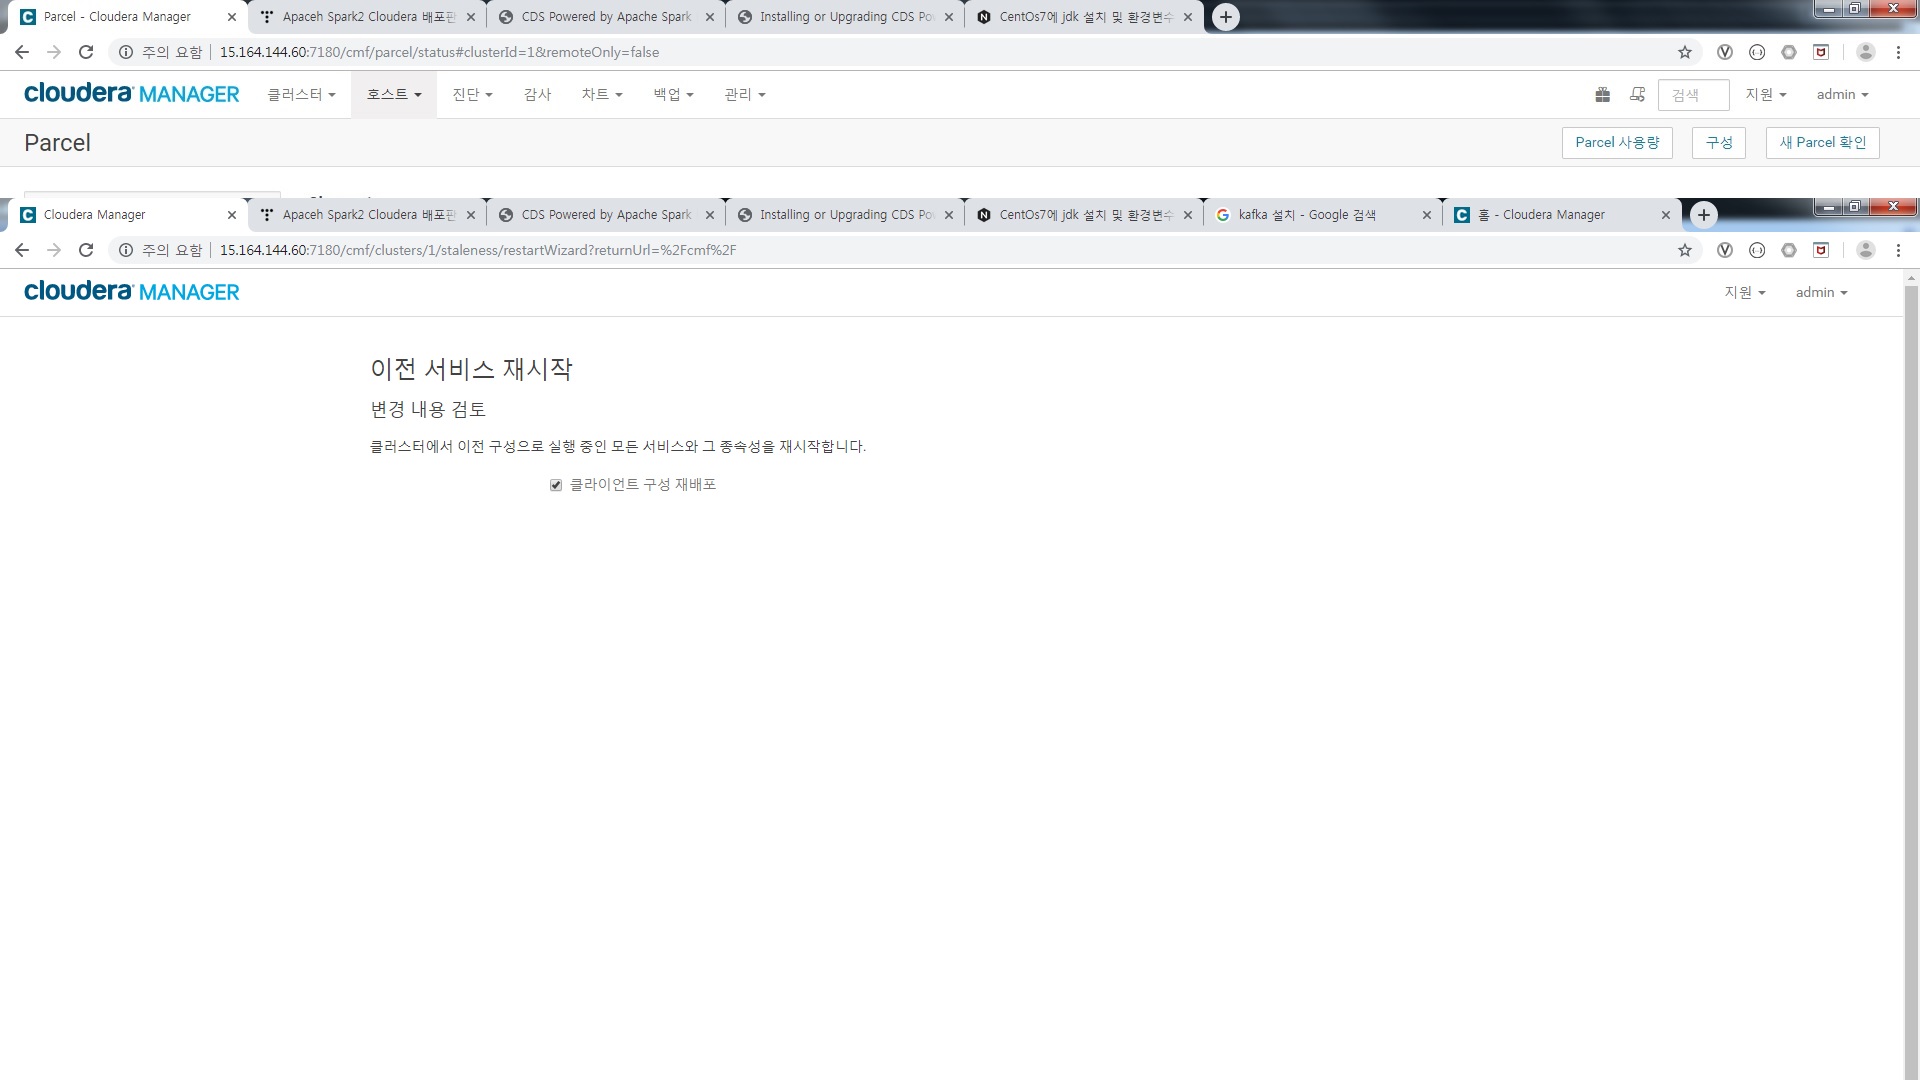 Parcel - Cloudera Manager
Apaceh Spark2 Cloudera 배포판
CDS Powered by Apache Spark
Installing or Upgrading CDS Po
CentOs7에 jdk 설치 및 환경변수
주의 요함 15.164.144.60:7180/cmf/parcel/status#clusterId=1&remoteOnly=false
cloudera MANAGER 클러스터 호스트 진단 감사 차트 백업 관리 검색 지원 admin
Parcel Parcel 사용량 구성 새 Parcel 확인
Cloudera Manager
Apaceh Spark2 Cloudera 배포판
CDS Powered by Apache Spark
Installing or Upgrading CDS Po
CentOs7에 jdk 설치 및 환경변수
kafka 설치 - Google 검색
홈 - Cloudera Manager
주의 요함 15.164.144.60:7180/cmf/clusters/1/staleness/restartWizard?returnUrl=%2Fcmf%2F
cloudera MANAGER 지원 admin
이전 서비스 재시작
변경 내용 검토
클러스터에서 이전 구성으로 실행 중인 모든 서비스와 그 종속성을 재시작합니다.
클라이언트 구성 재배포